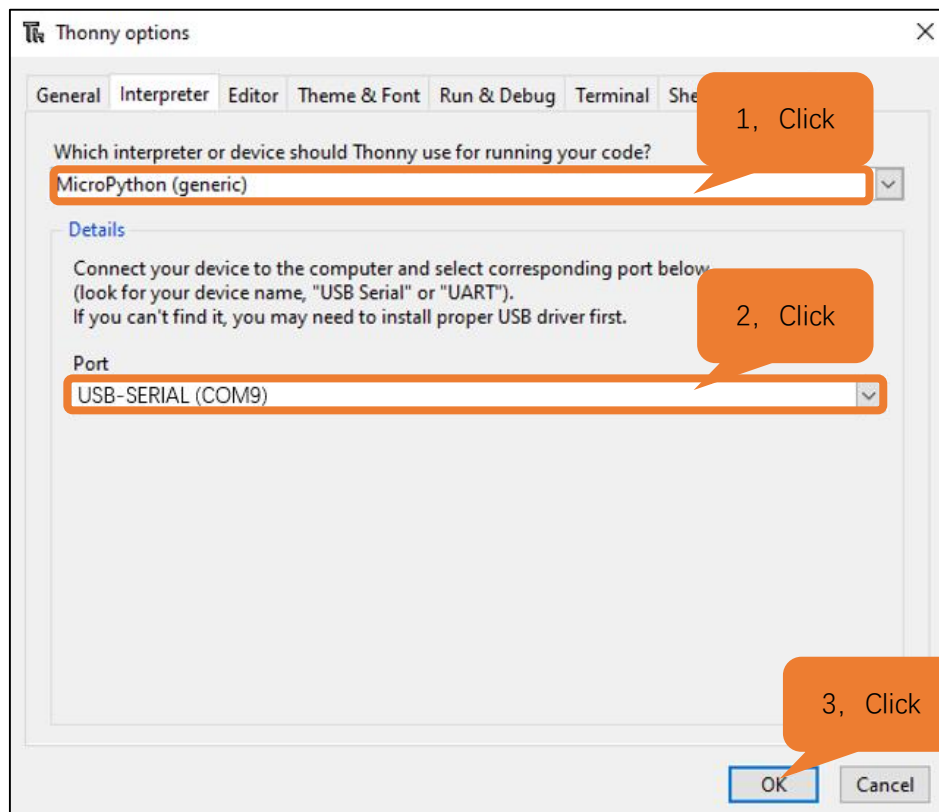 Thonny options
General Interpreter Editor Theme & Font Run & Debug Terminal She
1, Click
Which interpreter or device should Thonny use for running your code?
MicroPython (generic)
Details
Connect your device to the computer and select corresponding port below
(look for your device name, "USB Serial" or "UART").
If you can't find it, you may need to install proper USB driver first.
2, Click
Port
USB-SERIAL (COM9)
3, Click
OK Cancel